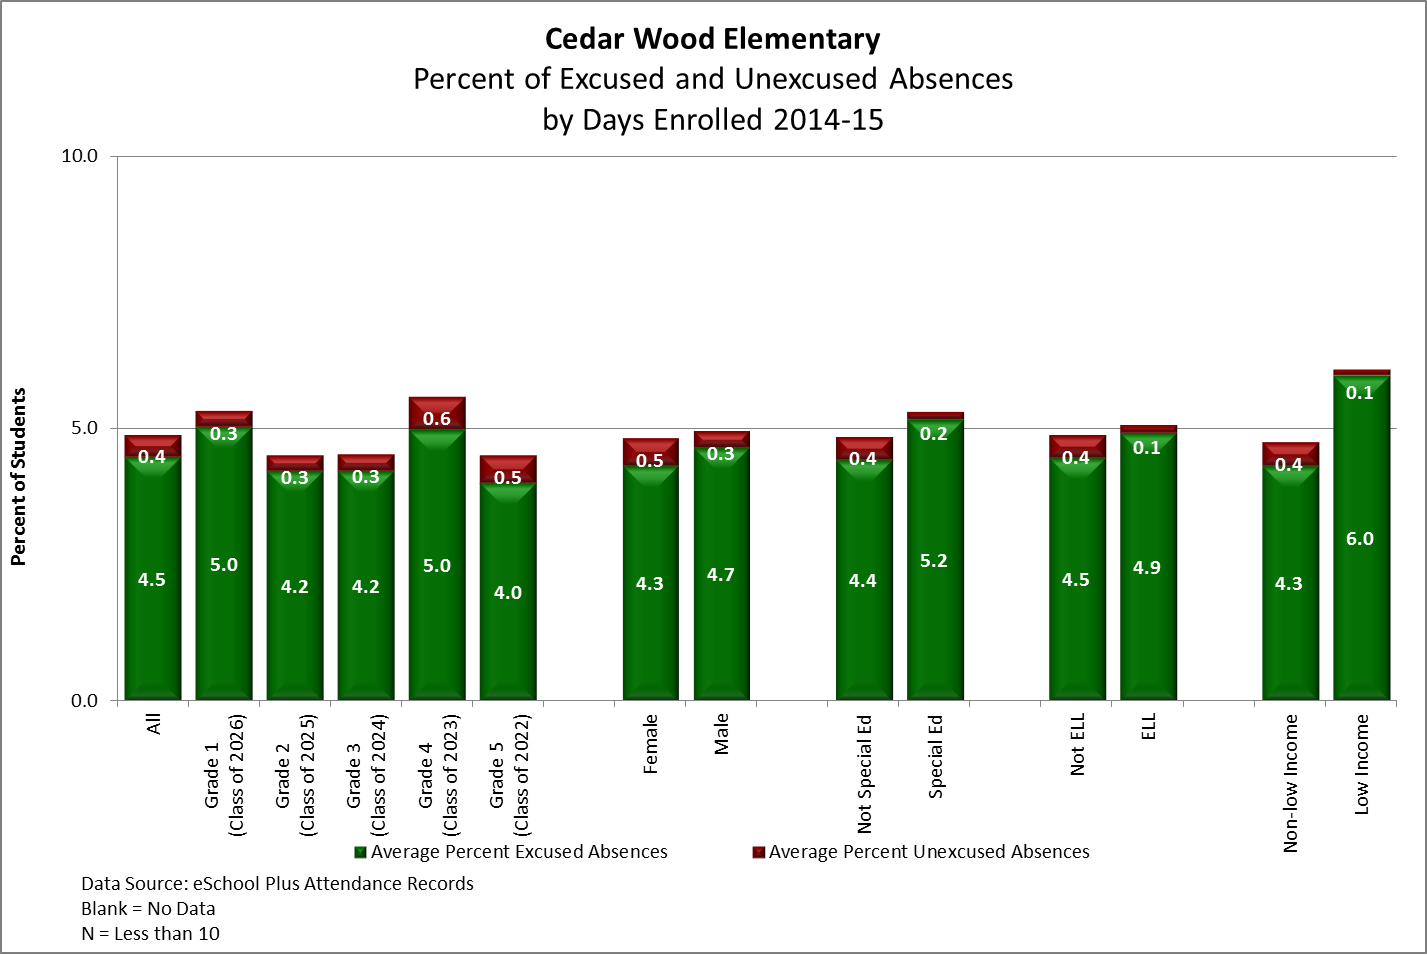 Cedar Wood Elementary
Percent of Excused and Unexcused Absences
by Days Enrolled 2014-15
Percent of Students
10.0
5.0
0.0
0.4
4.5
0.3
5.0
0.3
4.2
0.3
4.2
0.6
5.0
0.5
4.0
0.5
4.3
0.3
4.7
0.4
4.4
0.2
5.2
0.4
4.5
0.1
4.9
0.4
4.3
0.1
6.0
All
Grade 1
(Class of 2026)
Grade 2
(Class of 2025)
Grade 3
(Class of 2024)
Grade 4
(Class of 2023)
Grade 5
(Class of 2022)
Female
Male
Not Special Ed
Special Ed
Not ELL
ELL
Non-low Income
Low Income
Average Percent Excused Absences
Average Percent Unexcused Absences
Data Source: eSchool Plus Attendance Records
Blank = No Data
N = Less than 10